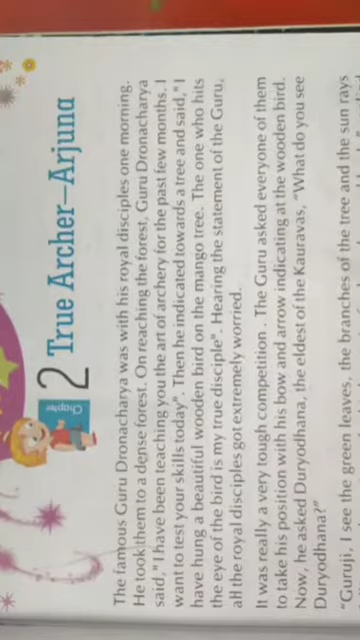 Chapter
2 True Archer–Arjuna
The famous Guru Dronacharya was with his royal disciples one morning.
He took them to a dense forest. On reaching the forest, Guru Dronacharya
said," I have been teaching you the art of archery for the past few months. I
want to test your skills today". Then he indicated towards a tree and said," I
have hung a beautiful wooden bird on the mango tree.. The one who hits
the eye of the bird is my true disciple". Hearing the statement of the Guru,
all the royal disciples got extremely worried.
It was really a very tough competition . The Guru asked everyone of them
to take his position with his bow and arrow indicating at the wooden bird.
Now, he asked Duryodhana, the eldest of the Kauravas, "What do you see
Duryodhana?"
"Guruji, I see the green leaves, the branches of the tree and the sun rays